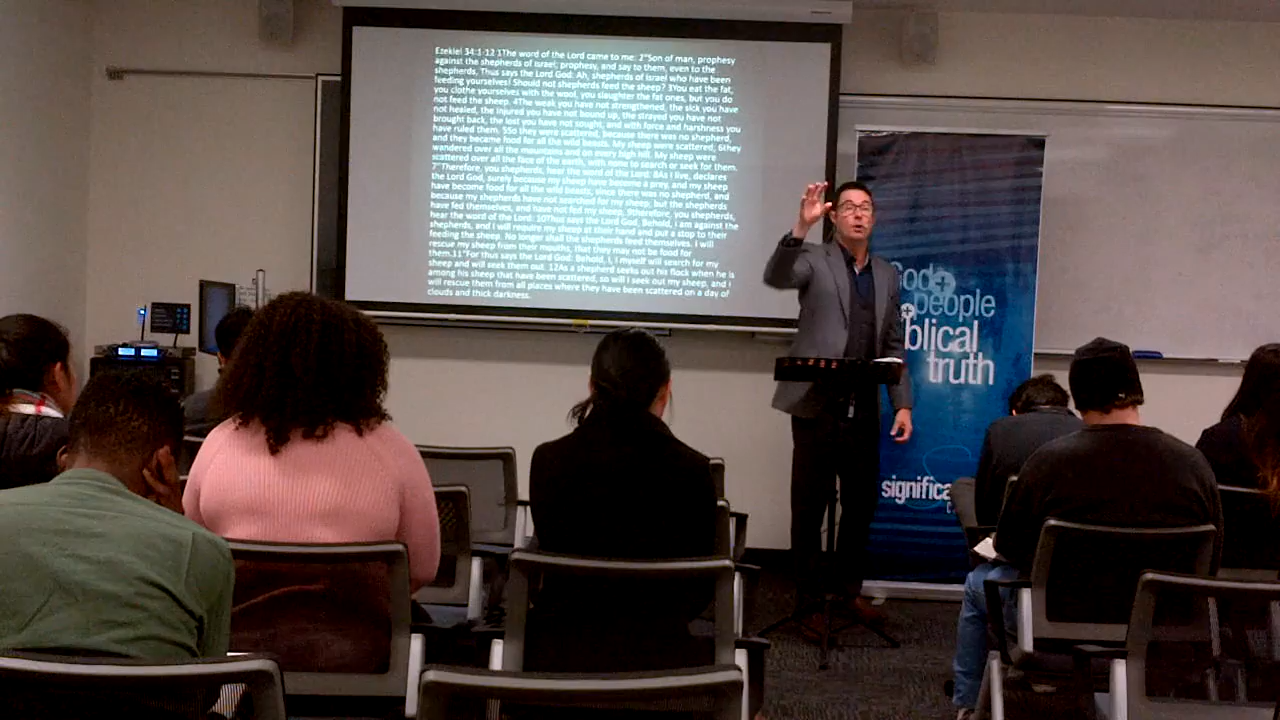 Ezekiel 34:1-12 1The word of the Lord came to me: 2"Son of man, prophesy
against the shepherds of Israel; prophesy, and say to them, even to the
shepherds, Thus says the Lord God: Ah, shepherds of Israel who have been
feeding yourselves! Should not shepherds feed the sheep? 3You eat the fat,
you clothe yourselves with the wool, you slaughter the fat ones, but you do
not feed the sheep. 4The weak you have not strengthened, the sick you have
not healed, the injured you have not bound up, the strayed you have not
brought back, the lost you have not sought, and with force and harshness you
have ruled them. 5So they were scattered, because there was no shepherd,
and they became food for all the wild beasts. My sheep were scattered; 6they
wandered over all the mountains and on every high hill. My sheep were
scattered over all the face of the earth, with none to search or seek for them.
7"Therefore, you shepherds, hear the word of the Lord: 8As I live, declares
the Lord God, surely because my sheep have become a prey, and my sheep
have become food for all the wild beasts, since there was no shepherd, and
because my shepherds have not searched for my sheep, but the shepherds
have fed themselves, and have not fed my sheep, 9therefore, you shepherds,
hear the word of the Lord: 10Thus says the Lord God, Behold, I am against the
shepherds, and I will require my sheep at their hand and put a stop to their
feeding the sheep. No longer shall the shepherds feed themselves. I will
rescue my sheep from their mouths, that they may not be food for
them.11"For thus says the Lord God: Behold, I, I myself will search for my
sheep and will seek them out. 12As a shepherd seeks out his flock when he is
among his sheep that have been scattered, so will I seek out my sheep, and I
will rescue them from all places where they have been scattered on a day of
clouds and thick darkness.
God+
people
+
blical
truth
significa